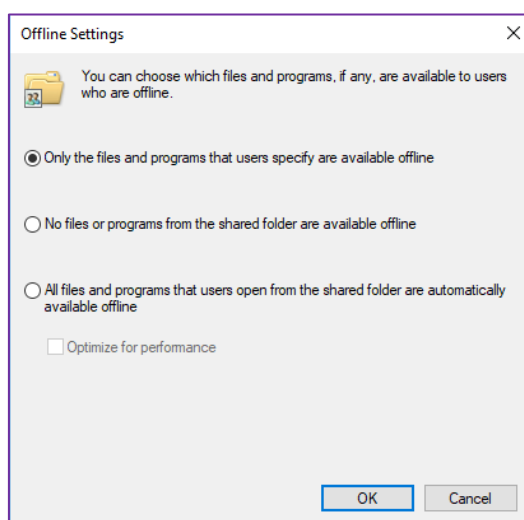 Offline Settings
You can choose which files and programs, if any, are available to users
who are offline.
Only the files and programs that users specify are available offline
No files or programs from the shared folder are available offline
All files and programs that users open from the shared folder are automatically
available offline
Optimize for performance
OK
Cancel